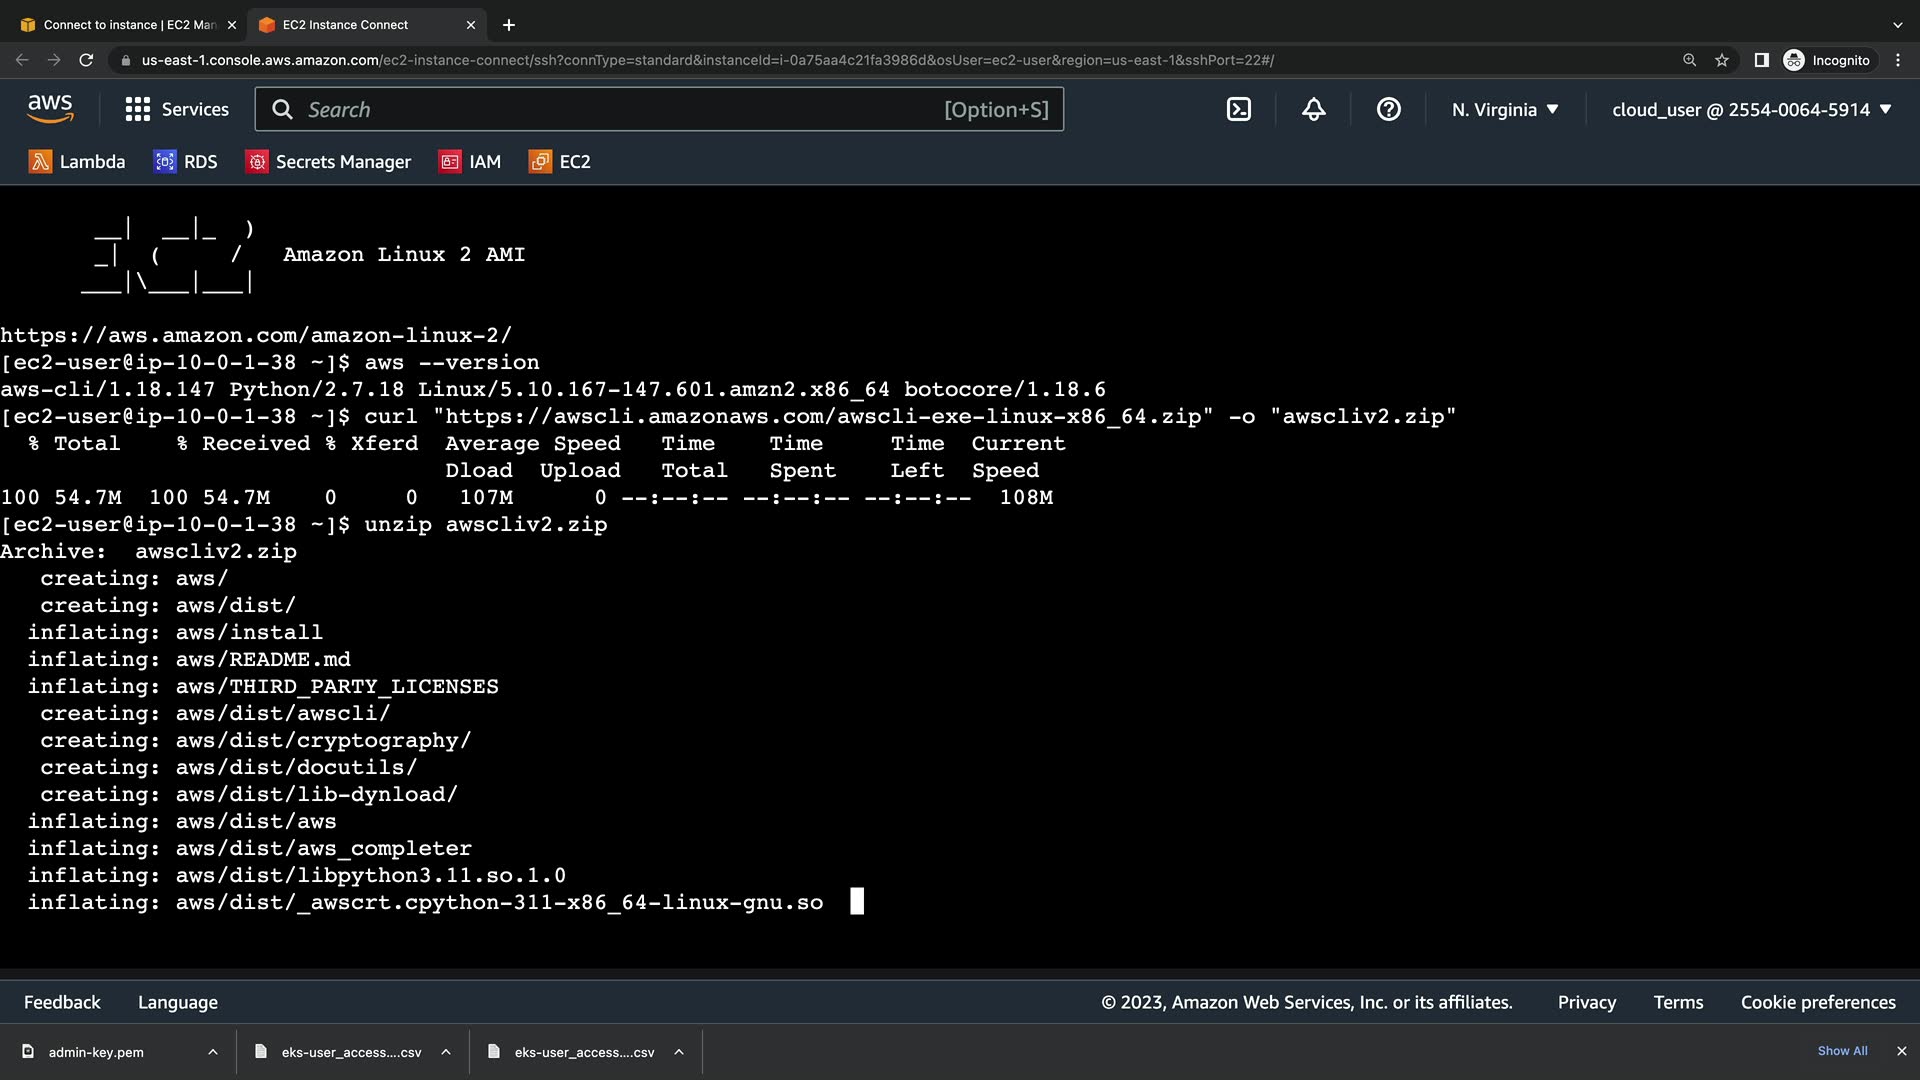 Connect to instance | EC2 Man
EC2 Instance Connect
us-east-1.console.aws.amazon.com/ec2-instance-connect/ssh?connType=standard&instanceId=i-0a75aa4c21fa3986d&osUser=ec2-user&region=us-east-1&sshPort=22#/
Incognito
aws
Services
Search
[Option+S]
N. Virginia
cloud_user @ 2554-0064-5914
Lambda
RDS
Secrets Manager
IAM
EC2
       __|  __|_  )
       _|  (     /   Amazon Linux 2 AMI
      ___|\___|___|
https://aws.amazon.com/amazon-linux-2/
[ec2-user@ip-10-0-1-38 ~]$ aws --version
aws-cli/1.18.147 Python/2.7.18 Linux/5.10.167-147.601.amzn2.x86_64 botocore/1.18.6
[ec2-user@ip-10-0-1-38 ~]$ curl "https://awscli.amazonaws.com/awscli-exe-linux-x86_64.zip" -o "awscliv2.zip"
  % Total    % Received % Xferd  Average Speed   Time    Time     Time  Current
                                 Dload  Upload   Total   Spent    Left  Speed
100 54.7M  100 54.7M    0     0   107M      0 --:--:-- --:--:-- --:--:--  108M
[ec2-user@ip-10-0-1-38 ~]$ unzip awscliv2.zip
Archive:  awscliv2.zip
   creating: aws/
   creating: aws/dist/
  inflating: aws/install
  inflating: aws/README.md
  inflating: aws/THIRD_PARTY_LICENSES
   creating: aws/dist/awscli/
   creating: aws/dist/cryptography/
   creating: aws/dist/docutils/
   creating: aws/dist/lib-dynload/
  inflating: aws/dist/aws
  inflating: aws/dist/aws_completer
  inflating: aws/dist/libpython3.11.so.1.0
  inflating: aws/dist/_awscrt.cpython-311-x86_64-linux-gnu.so
Feedback
Language
© 2023, Amazon Web Services, Inc. or its affiliates.
Privacy
Terms
Cookie preferences
admin-key.pem
eks-user_access....csv
eks-user_access....csv
Show All